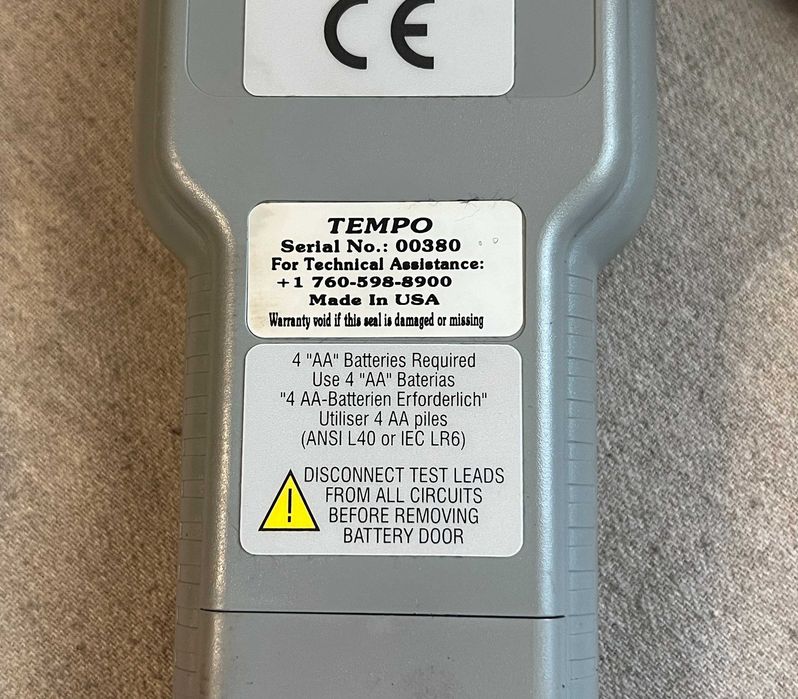 CE
TEMPO
Serial No.: 00380
For Technical Assistance:
+1 760-598-8900
Made In USA
Warranty void if this seal is damaged or missing
4 "AA" Batteries Required
Use 4 "AA" Baterias
"4 AA-Batterien Erforderlich"
Utiliser 4 AA piles
(ANSI L40 or IEC LR6)
DISCONNECT TEST LEADS
FROM ALL CIRCUITS
BEFORE REMOVING
BATTERY DOOR